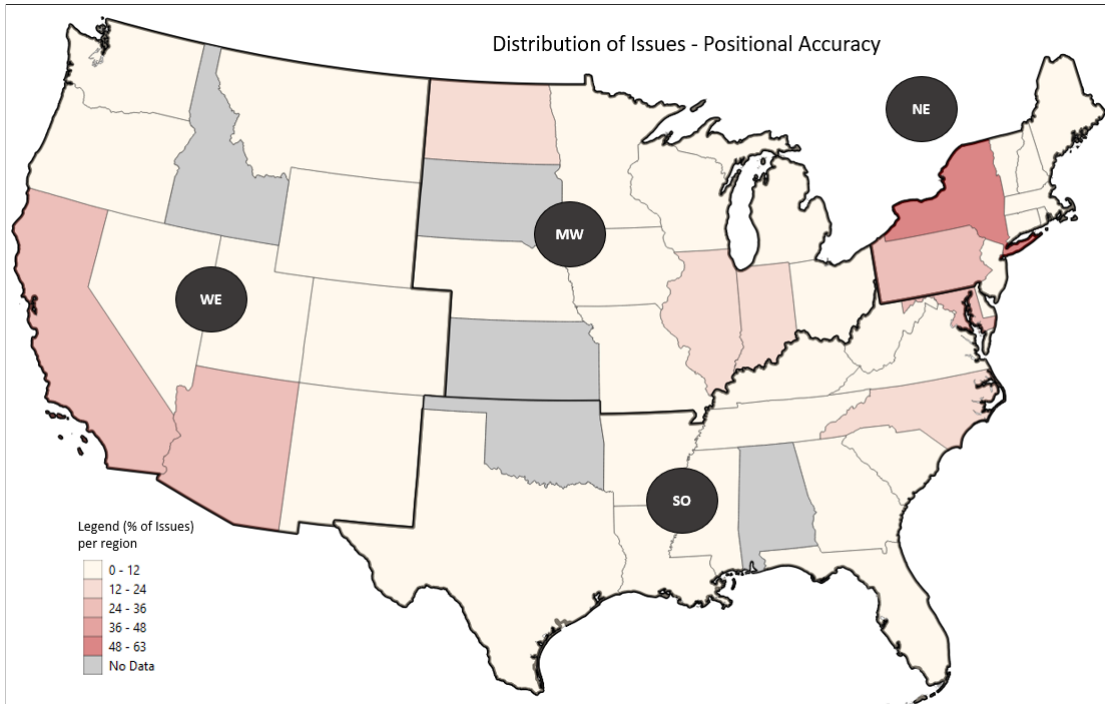 Distribution of Issues - Positional Accuracy
NE
MW
WE
SO
Legend (% of Issues)
per region
0 - 12
12 - 24
24 - 36
36 - 48
48 - 63
No Data